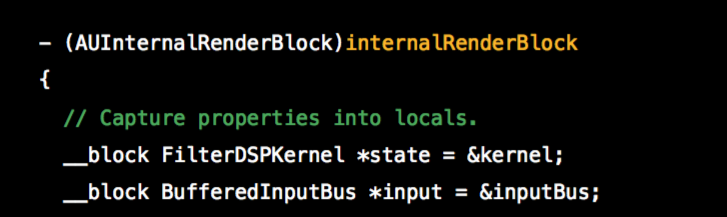 - (AUInternalRenderBlock)internalRenderBlock
{
// Capture properties into locals.
__block FilterDSPKernel *state = &kernel;
__block BufferedInputBus *input = &inputBus;